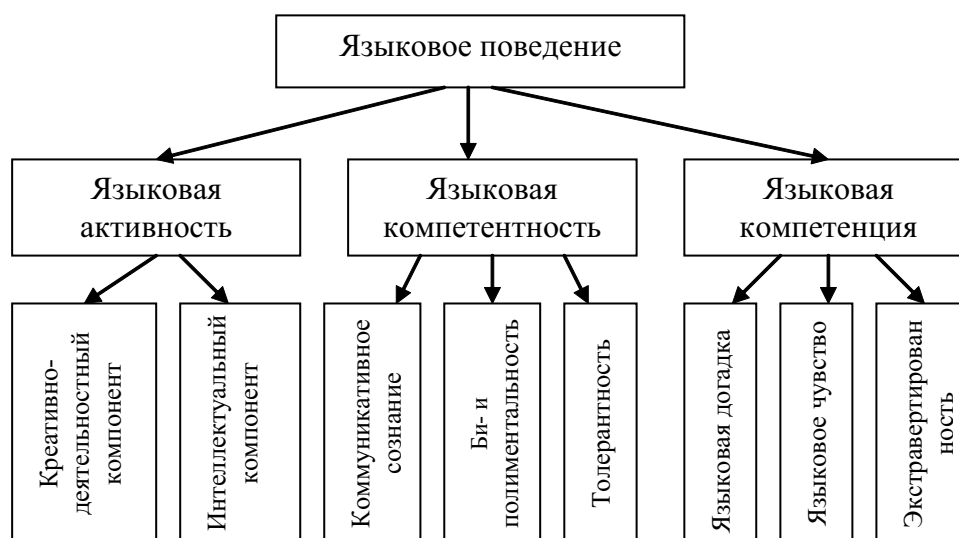 Языковое поведение
Языковая
активность
Языковая
компетентность
Языковая
компетенция
Креативно-
деятельностный
компонент
Интеллектуальный
компонент
Коммуникативное
сознание
Би- и
полиментальность
Толерантность
Языковая догадка
Языковое чувство
Экстравертирован
ность